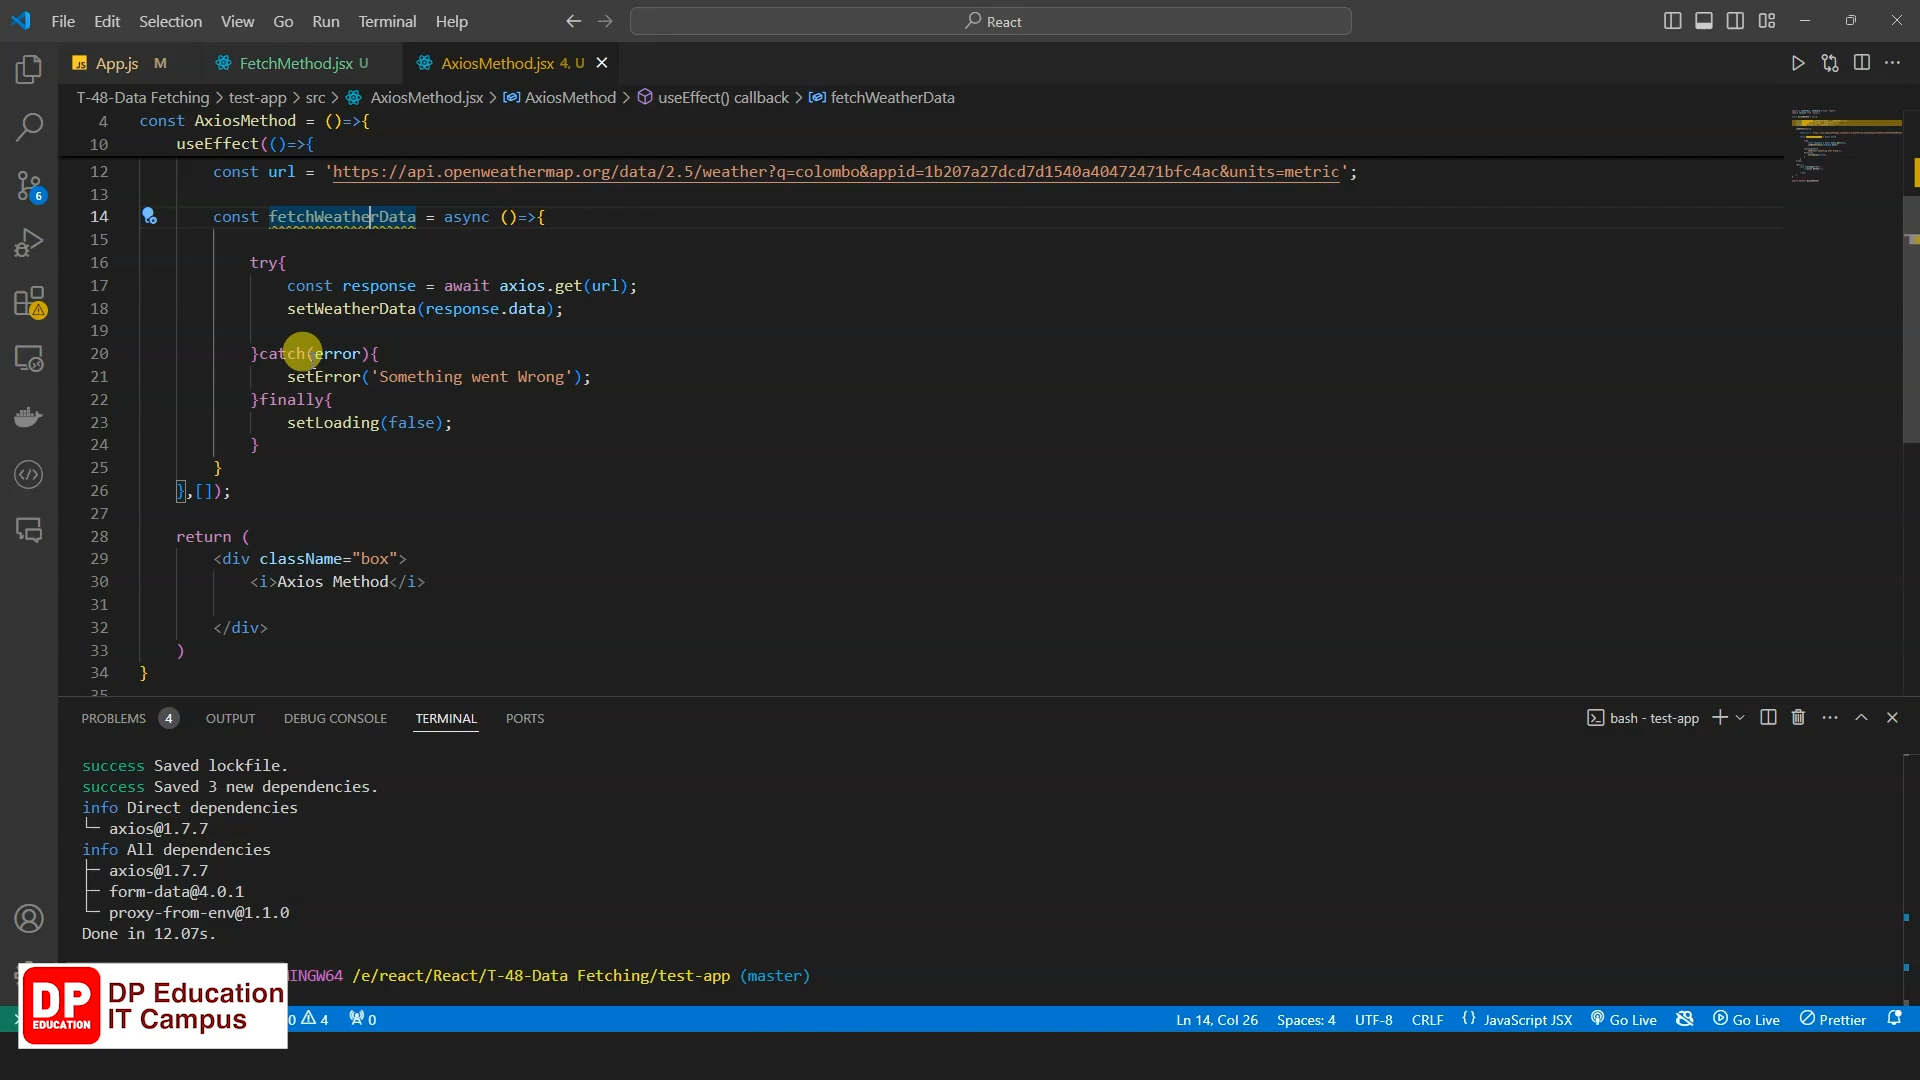 File Edit Selection View Go Run Terminal Help React
App.js M FetchMethod.jsx U AxiosMethod.jsx 4, U
T-48-Data Fetching > test-app > src > AxiosMethod.jsx > AxiosMethod > useEffect() callback > fetchWeatherData
4 const AxiosMethod = ()=>{
10 useEffect(()=>{
12 const url = 'https://api.openweathermap.org/data/2.5/weather?q=colombo&appid=1b207a27dcd7d1540a40472471bfc4ac&units=metric';
13
14 const fetchWeatherData = async ()=>{
15
16 try{
17 const response = await axios.get(url);
18 setWeatherData(response.data);
19
20 }catch(error){
21 setError('Something went Wrong');
22 }finally{
23 setLoading(false);
24 }
25 }
26 },[]);
27
28 return (
29 <div className="box">
30 <i>Axios Method</i>
31
32 </div>
33 )
34 }
35
PROBLEMS 4 OUTPUT DEBUG CONSOLE TERMINAL PORTS bash - test-app
success Saved lockfile.
success Saved 3 new dependencies.
info Direct dependencies
└─ axios@1.7.7
info All dependencies
├─ axios@1.7.7
├─ form-data@4.0.1
└─ proxy-from-env@1.1.0
Done in 12.07s.
INGW64 /e/react/React/T-48-Data Fetching/test-app (master)
DP EDUCATION
DP Education
IT Campus
6
0 4 0 Ln 14, Col 26 Spaces: 4 UTF-8 CRLF {} JavaScript JSX Go Live Go Live Prettier